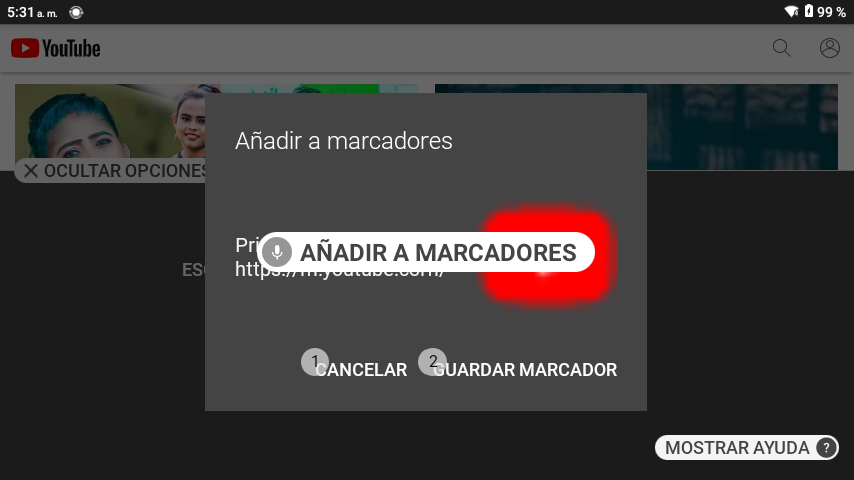 5:31 a. m.
99 %
YouTube
Añadir a marcadores
OCULTAR OPCIONES
AÑADIR A MARCADORES
https://m.youtube.com/
1 CANCELAR
2 GUARDAR MARCADOR
MOSTRAR AYUDA ?